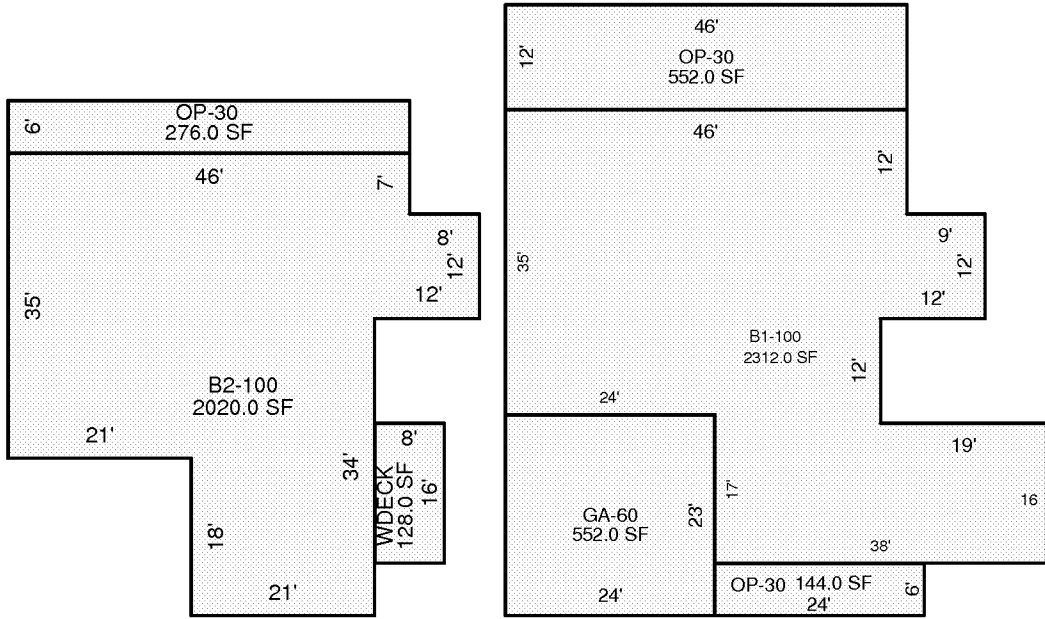 OP-30
276.0 SF
6'
46'
7'
8'
12'
12'
35'
B2-100
2020.0 SF
21'
34'
8'
WDECK
128.0 SF
16'
18'
21'
46'
12'
OP-30
552.0 SF
46'
12'
35'
9'
12'
12'
B1-100
2312.0 SF
12'
24'
19'
17'
16
GA-60
552.0 SF
23'
38'
24'
OP-30 144.0 SF
24'
6'